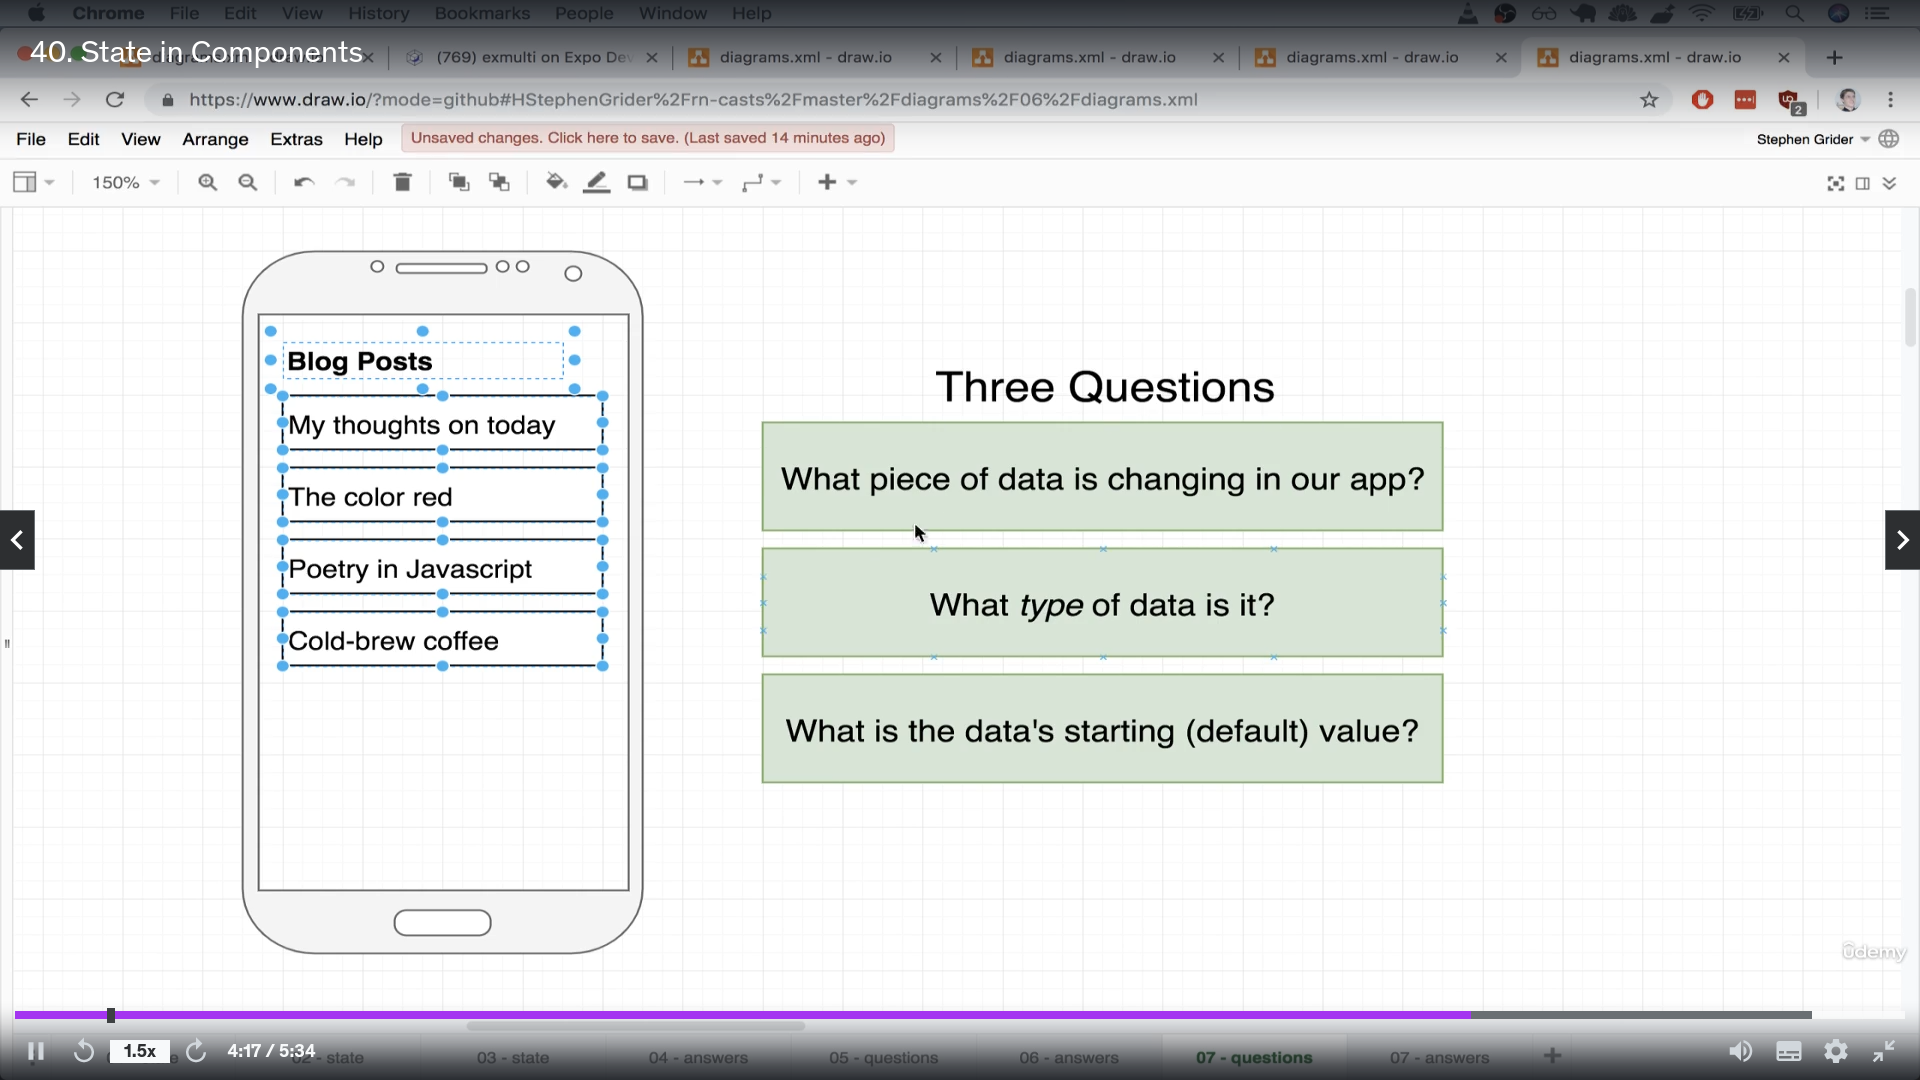 Chrome File Edit View History Bookmarks People Window Help
40. State in Components
(769) exmulti on Expo De
diagrams.xml - draw.io
diagrams.xml - draw.io
diagrams.xml - draw.io
diagrams.xml - draw.io
https://www.draw.io/?mode=github#HStephenGrider%2Frn-casts%2Fmaster%2Fdiagrams%2F06%2Fdiagrams.xml
2
File Edit View Arrange Extras Help
Unsaved changes. Click here to save. (Last saved 14 minutes ago)
Stephen Grider
150%
Blog Posts
My thoughts on today
The color red
Poetry in Javascript
Cold-brew coffee
Three Questions
What piece of data is changing in our app?
What type of data is it?
What is the data's starting (default) value?
ûdemy
1.5x
4:17 / 5:34
02 - state
03 - state
04 - answers
05 - questions
06 - answers
07 - questions
07 - answers